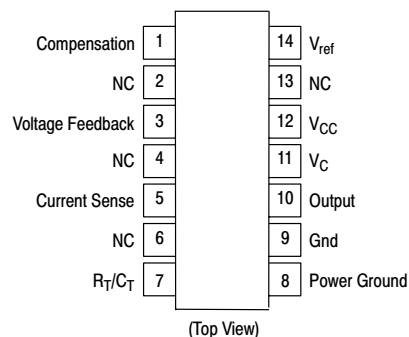 Compensation 1 14 Vref
NC 2 13 NC
Voltage Feedback 3 12 VCC
NC 4 11 VC
Current Sense 5 10 Output
NC 6 9 Gnd
RT/CT 7 8 Power Ground
(Top View)